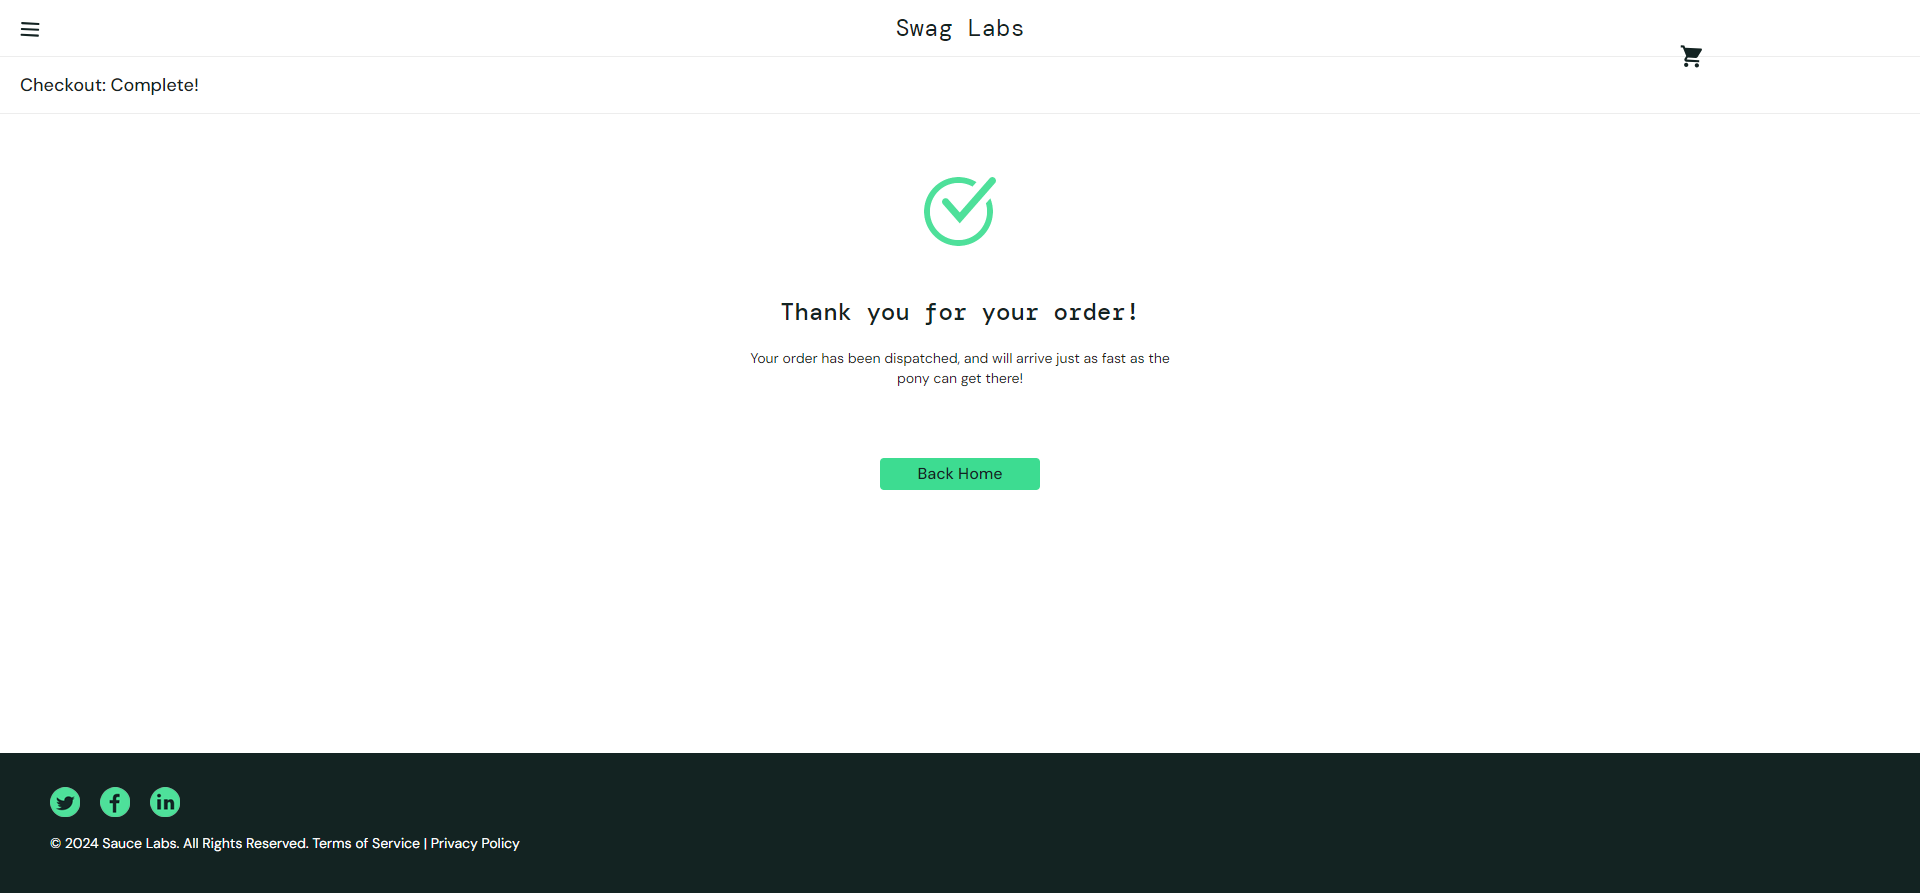 Swag Labs
Checkout: Complete!
Thank you for your order!
Your order has been dispatched, and will arrive just as fast as the
pony can get there!
Back Home
© 2024 Sauce Labs. All Rights Reserved. Terms of Service | Privacy Policy